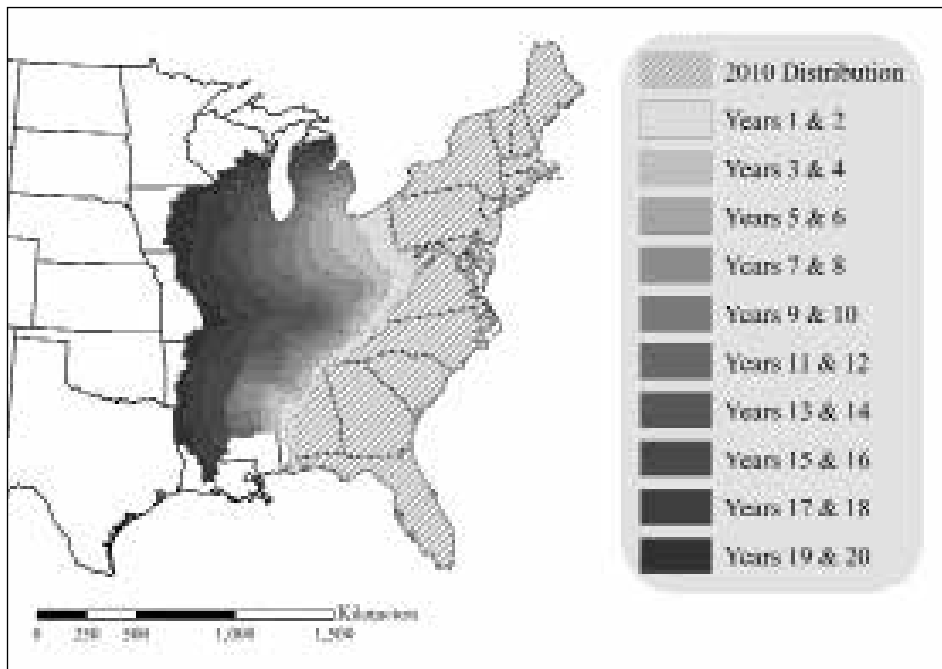 2010 Distribution
Years 1 & 2
Years 3 & 4
Years 5 & 6
Years 7 & 8
Years 9 & 10
Years 11 & 12
Years 13 & 14
Years 15 & 16
Years 17 & 18
Years 19 & 20
Kilometers
0 250 500 1,000 1,500